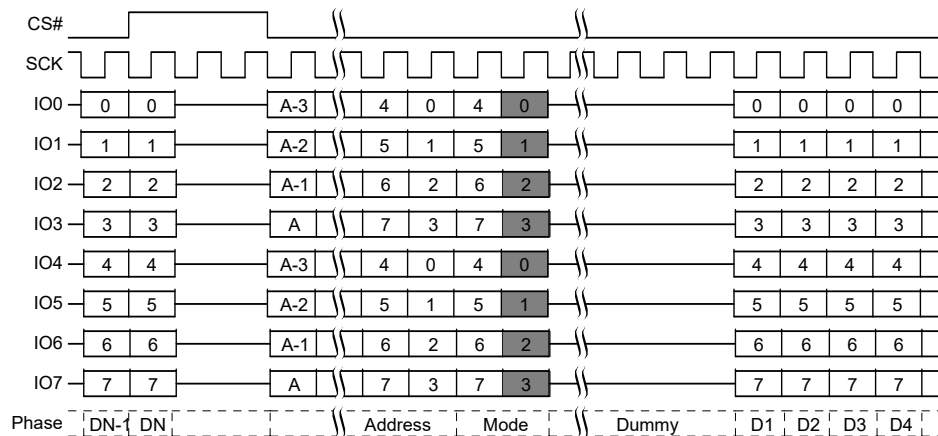 CS#
SCK
IO0 0 0 A-3 4 0 4 0 0 0 0 0
IO1 1 1 A-2 5 1 5 1 1 1 1 1
IO2 2 2 A-1 6 2 6 2 2 2 2 2
IO3 3 3 A 7 3 7 3 3 3 3 3
IO4 4 4 A-3 4 0 4 0 4 4 4 4
IO5 5 5 A-2 5 1 5 1 5 5 5 5
IO6 6 6 A-1 6 2 6 2 6 6 6 6
IO7 7 7 A 7 3 7 3 7 7 7 7
Phase DN-1 DN Address Mode Dummy D1 D2 D3 D4